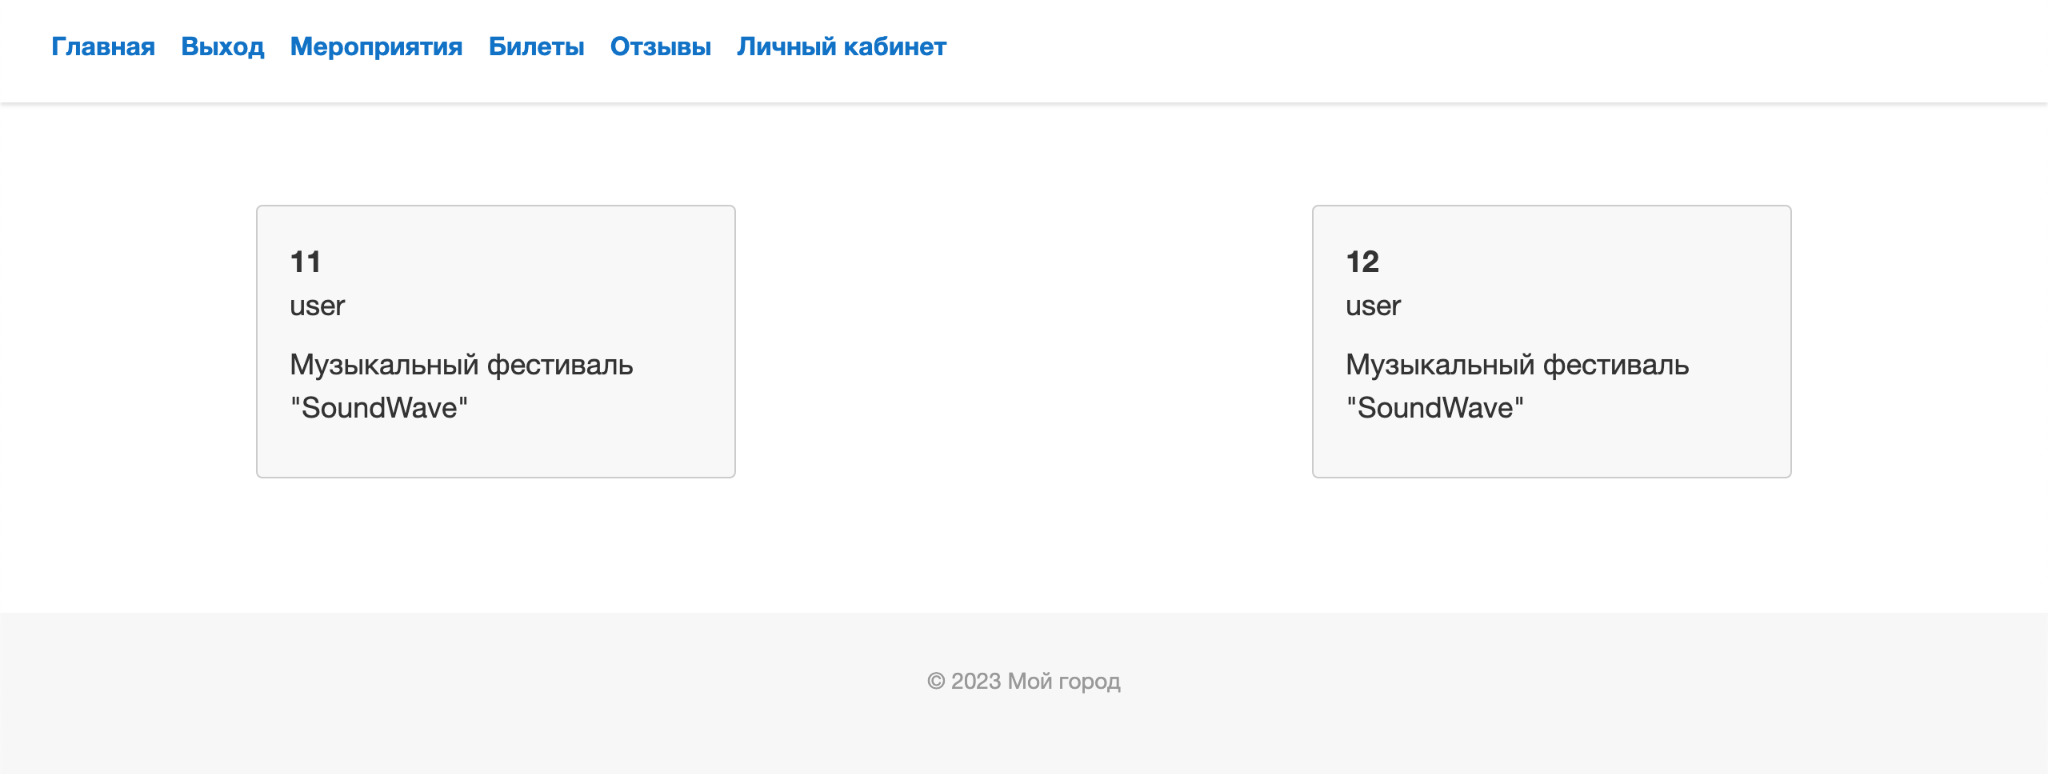 Главная Выход Мероприятия Билеты Отзывы Личный кабинет
11
user
Музыкальный фестиваль
"SoundWave"
12
user
Музыкальный фестиваль
"SoundWave"
© 2023 Мой город